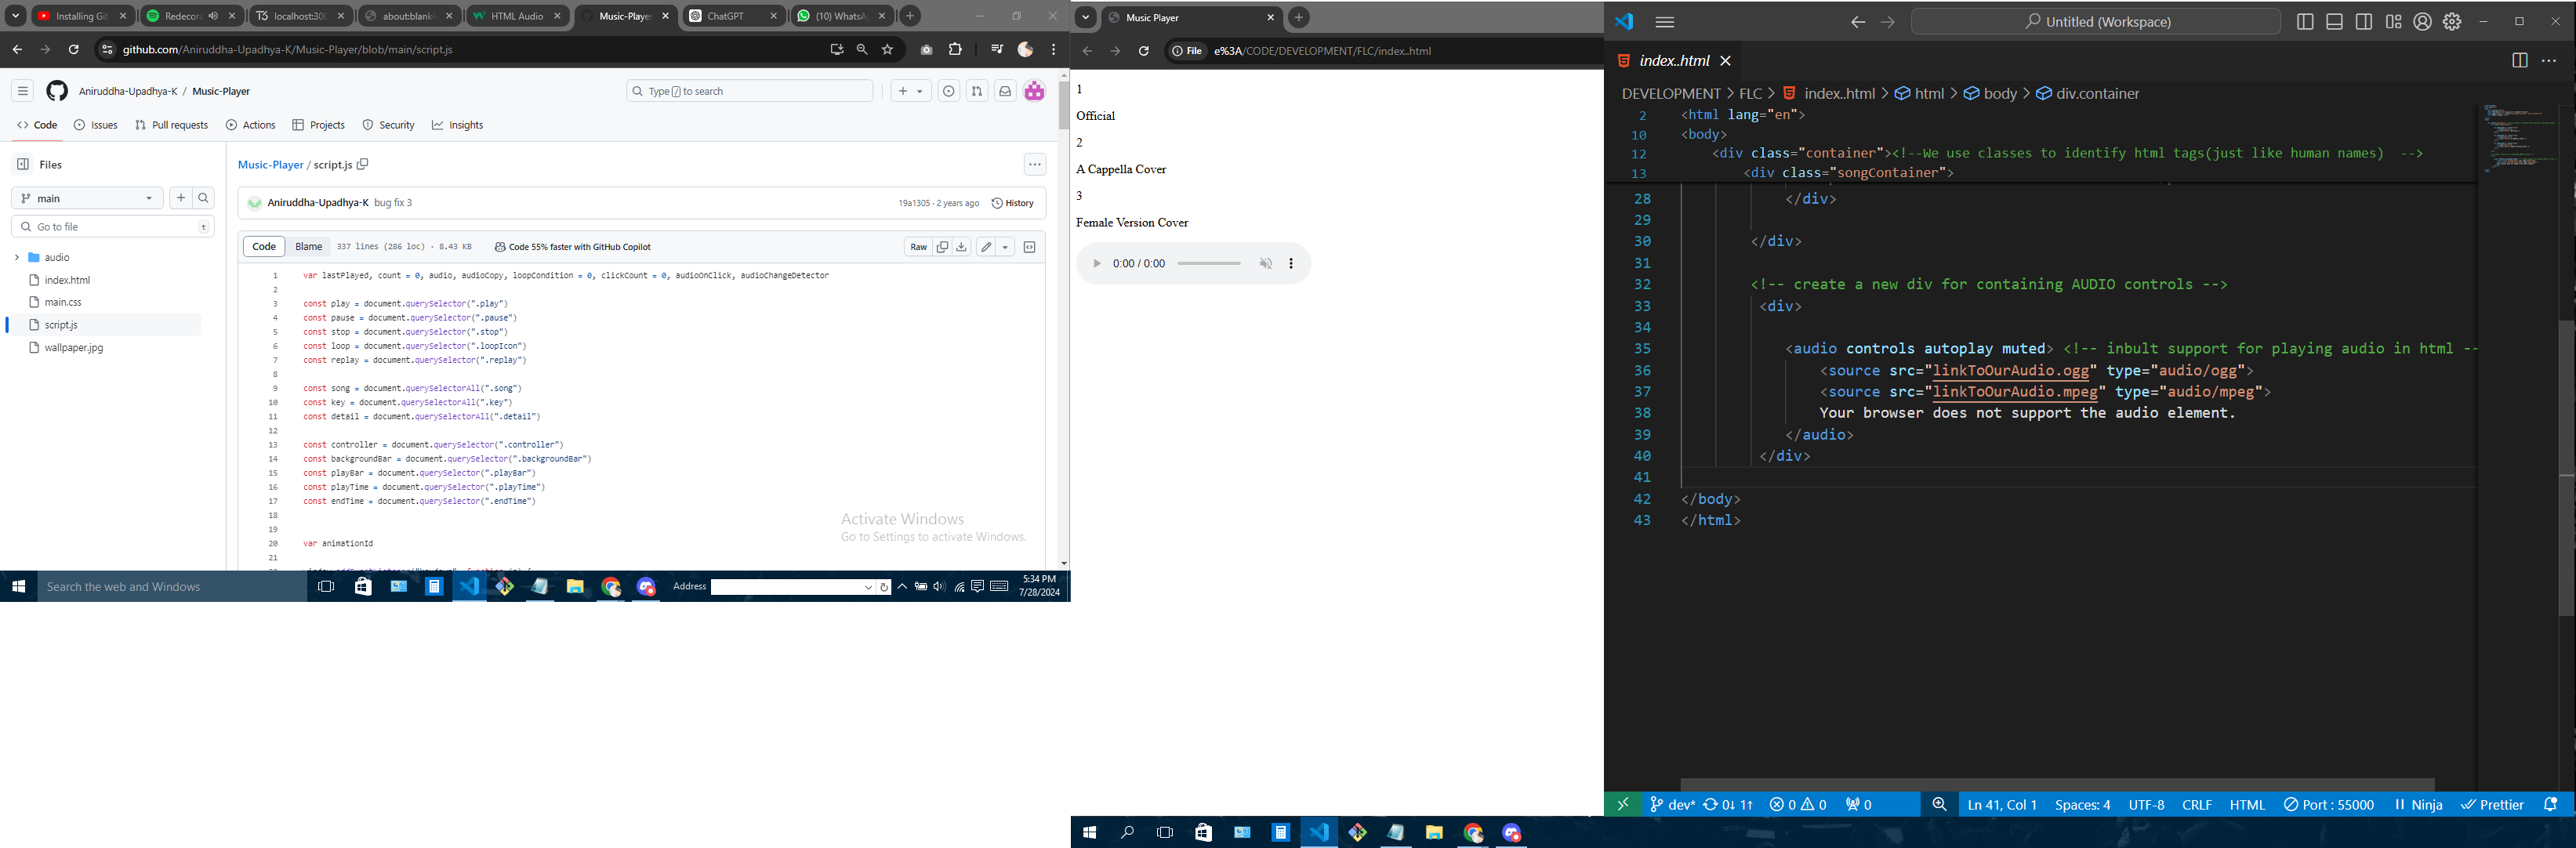 Installing Git
Redecora
localhost:300
about:blank
HTML Audio
Music-Player
ChatGPT
(10) WhatsA
github.com/Aniruddha-Upadhya-K/Music-Player/blob/main/script.js
Aniruddha-Upadhya-K / Music-Player
Type / to search
Code
Issues
Pull requests
Actions
Projects
Security
Insights
Files
main
Go to file
t
audio
index.html
main.css
script.js
wallpaper.jpg
Music-Player / script.js
Aniruddha-Upadhya-K bug fix 3
19a1305 · 2 years ago
History
Code
Blame
337 lines (286 loc) · 8.43 KB
Code 55% faster with GitHub Copilot
Raw
1 var lastPlayed, count = 0, audio, audioCopy, loopCondition = 0, clickCount = 0, audioOnClick, audioChangeDetector
2
3 const play = document.querySelector(".play")
4 const pause = document.querySelector(".pause")
5 const stop = document.querySelector(".stop")
6 const loop = document.querySelector(".loopIcon")
7 const replay = document.querySelector(".replay")
8
9 const song = document.querySelectorAll(".song")
10 const key = document.querySelectorAll(".key")
11 const detail = document.querySelectorAll(".detail")
12
13 const controller = document.querySelector(".controller")
14 const backgroundBar = document.querySelector(".backgroundBar")
15 const playBar = document.querySelector(".playBar")
16 const playTime = document.querySelector(".playTime")
17 const endTime = document.querySelector(".endTime")
18
19
20 var animationId
21
Activate Windows
Go to Settings to activate Windows.
Search the web and Windows
Address
5:34 PM
7/28/2024
Music Player
File
e%3A/CODE/DEVELOPMENT/FLC/index..html
1
Official
2
A Cappella Cover
3
Female Version Cover
0:00 / 0:00
Untitled (Workspace)
index..html
DEVELOPMENT > FLC > index..html > html > body > div.container
2 <html lang="en">
10 <body>
12 <div class="container"><!--We use classes to identify html tags(just like human names) -->
13 <div class="songContainer">
28 </div>
29
30 </div>
31
32 <!-- create a new div for containing AUDIO controls -->
33 <div>
34
35 <audio controls autoplay muted> <!-- inbult support for playing audio in html --
36 <source src="linkToOurAudio.ogg" type="audio/ogg">
37 <source src="linkToOurAudio.mpeg" type="audio/mpeg">
38 Your browser does not support the audio element.
39 </audio>
40 </div>
41
42 </body>
43 </html>
dev*
0↓ 1↑
0
0
0
Ln 41, Col 1
Spaces: 4
UTF-8
CRLF
HTML
Port : 55000
Ninja
Prettier